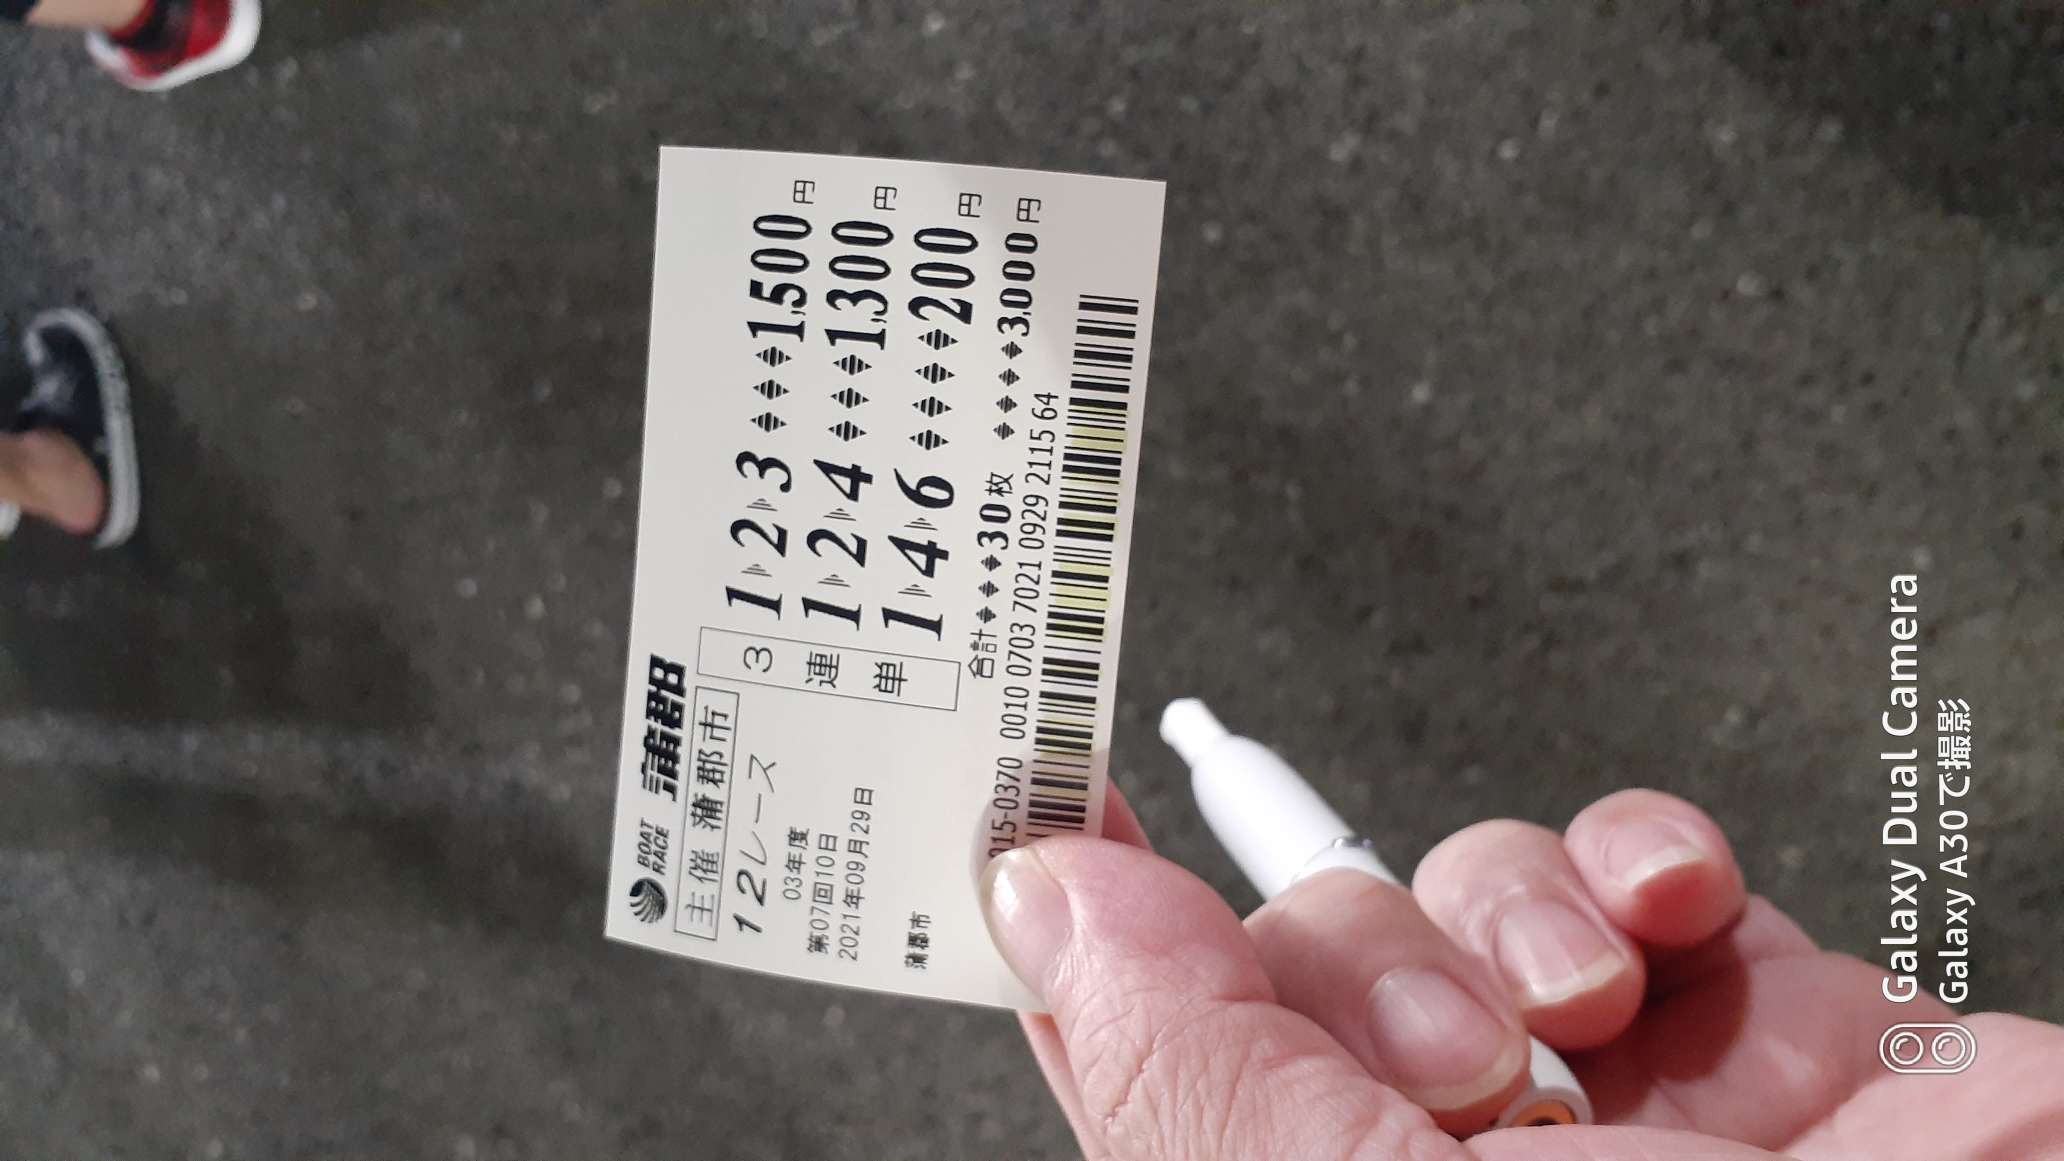 BOAT RACE 蒲郡
主催 蒲郡市
12レース
03年度
第07回10日
2021年09月29日
蒲郡市
3連単
1 2 3 1,500円
1 2 4 1,300円
1 4 6 200円
合計 30枚 3,000円
915-0370 0010 0703 7021 0929 2115 64
Galaxy Dual Camera
Galaxy A30で撮影